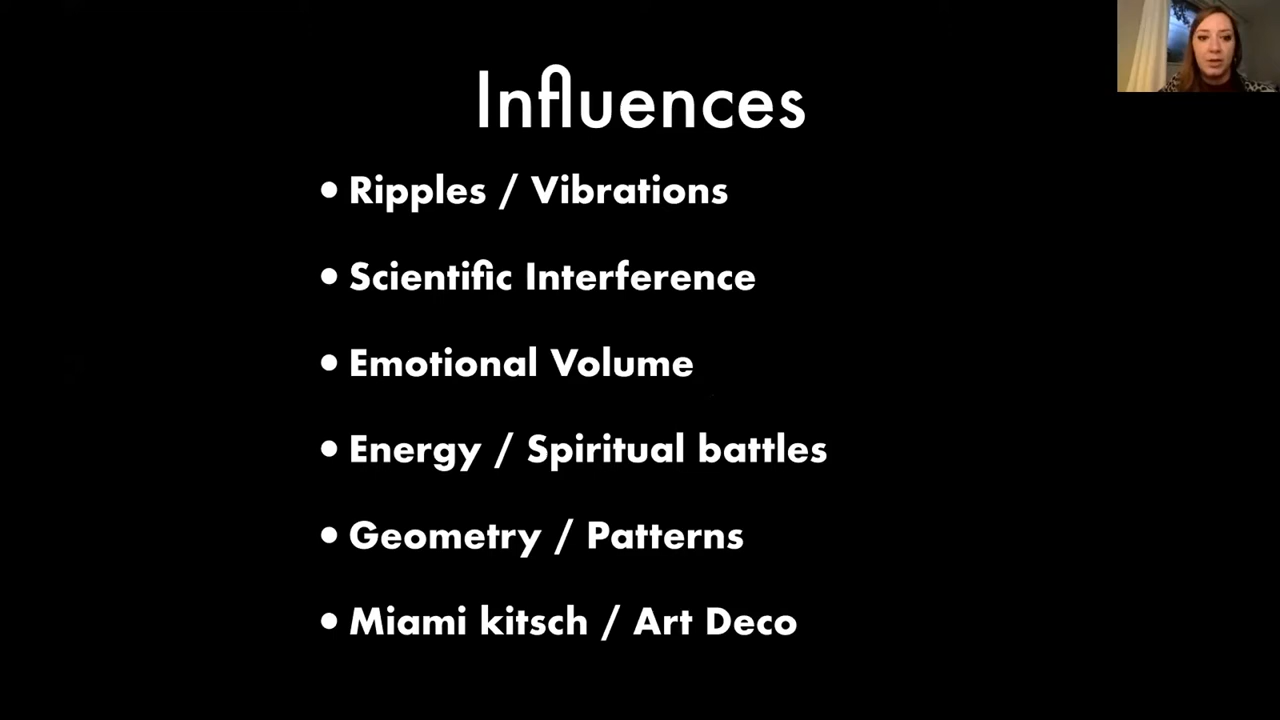 Influences
• Ripples / Vibrations
• Scientific Interference
• Emotional Volume
• Energy / Spiritual battles
• Geometry / Patterns
• Miami kitsch / Art Deco